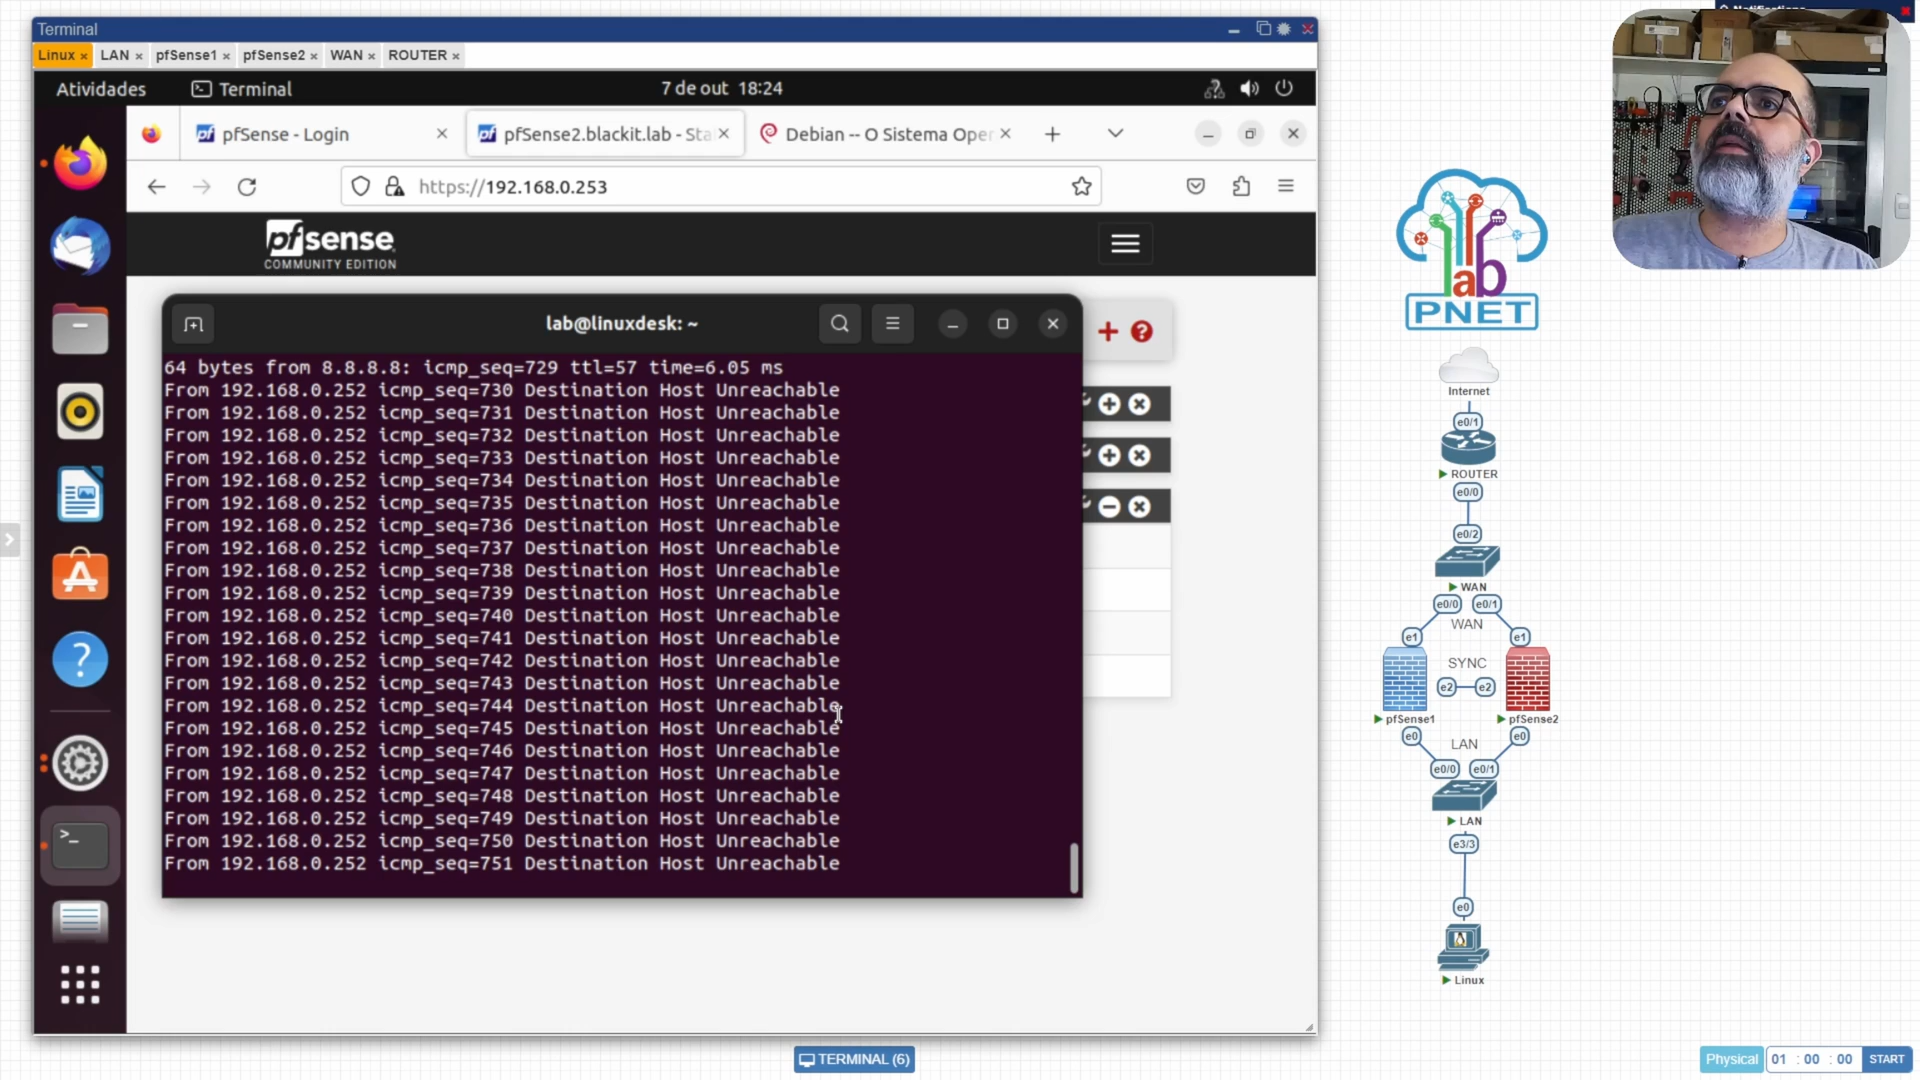 Terminal
Linux × LAN × pfSense1 × pfSense2 × WAN × ROUTER ×
Atividades Terminal 7 de out 18:24
pfSense - Login pfSense2.blackit.lab - Sta Debian -- O Sistema Oper
https://192.168.0.253
pfsense
COMMUNITY EDITION
lab@linuxdesk: ~
64 bytes from 8.8.8.8: icmp_seq=729 ttl=57 time=6.05 ms
From 192.168.0.252 icmp_seq=730 Destination Host Unreachable
From 192.168.0.252 icmp_seq=731 Destination Host Unreachable
From 192.168.0.252 icmp_seq=732 Destination Host Unreachable
From 192.168.0.252 icmp_seq=733 Destination Host Unreachable
From 192.168.0.252 icmp_seq=734 Destination Host Unreachable
From 192.168.0.252 icmp_seq=735 Destination Host Unreachable
From 192.168.0.252 icmp_seq=736 Destination Host Unreachable
From 192.168.0.252 icmp_seq=737 Destination Host Unreachable
From 192.168.0.252 icmp_seq=738 Destination Host Unreachable
From 192.168.0.252 icmp_seq=739 Destination Host Unreachable
From 192.168.0.252 icmp_seq=740 Destination Host Unreachable
From 192.168.0.252 icmp_seq=741 Destination Host Unreachable
From 192.168.0.252 icmp_seq=742 Destination Host Unreachable
From 192.168.0.252 icmp_seq=743 Destination Host Unreachable
From 192.168.0.252 icmp_seq=744 Destination Host Unreachable
From 192.168.0.252 icmp_seq=745 Destination Host Unreachable
From 192.168.0.252 icmp_seq=746 Destination Host Unreachable
From 192.168.0.252 icmp_seq=747 Destination Host Unreachable
From 192.168.0.252 icmp_seq=748 Destination Host Unreachable
From 192.168.0.252 icmp_seq=749 Destination Host Unreachable
From 192.168.0.252 icmp_seq=750 Destination Host Unreachable
From 192.168.0.252 icmp_seq=751 Destination Host Unreachable
TERMINAL (6)
lab
PNET
Internet
e0/1
ROUTER
e0/0
e0/2
WAN
e0/0 e0/1
WAN
e1 e1
SYNC
e2 e2
pfSense1 pfSense2
e0 e0
LAN
e0/0 e0/1
LAN
e3/3
e0
Linux
Physical 01 : 00 : 00 START